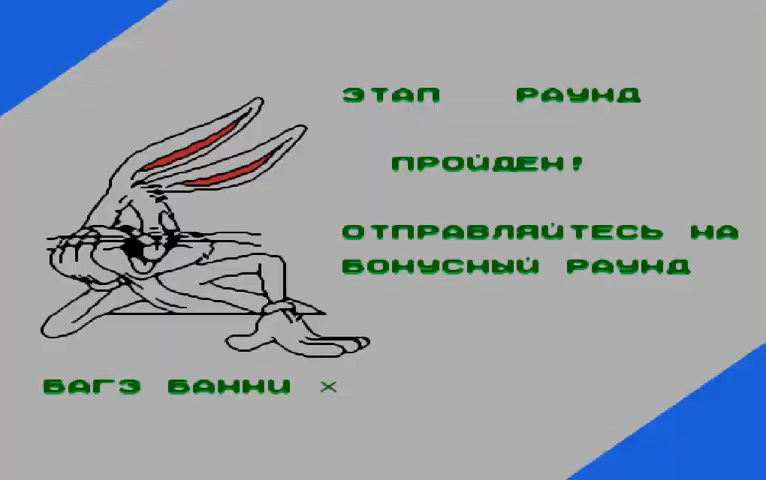 ЭТАП РАУНД
ПРОЙДЕН!
ОТПРАВЛЯЙТЕСЬ НА
БОНУСНЫЙ РАУНД
БАГЗ БАННИ ×